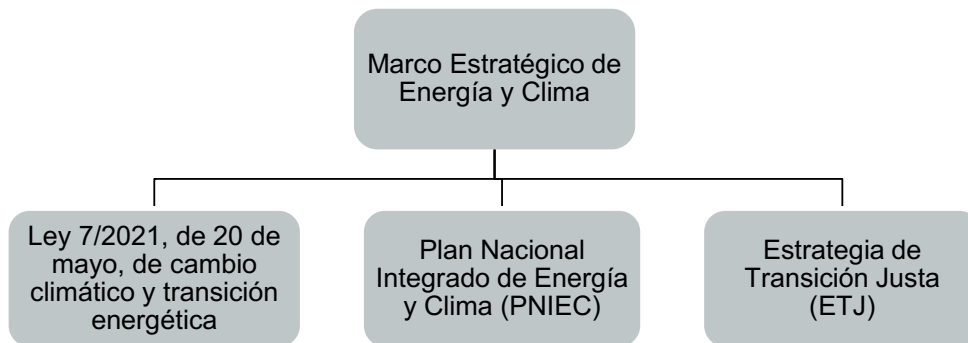 Marco Estratégico de
Energía y Clima
Ley 7/2021, de 20 de
mayo, de cambio
climático y transición
energética
Plan Nacional
Integrado de Energía
y Clima (PNIEC)
Estrategia de
Transición Justa
(ETJ)